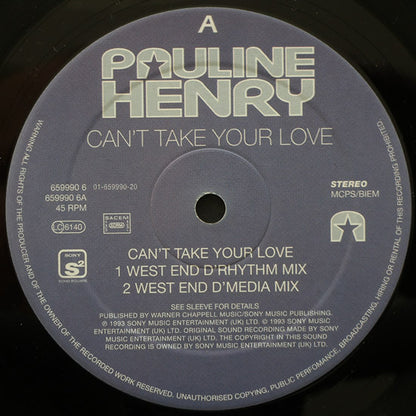 A
PAULINE
HENRY
CAN'T TAKE YOUR LOVE
659990 6 01-659990-20
659990 6A
45 RPM
SACEM
LC 6140
STEREO
MCPS/BIEM
SONY
S2
SOHO SQUARE
CAN'T TAKE YOUR LOVE
1 WEST END D'RHYTHM MIX
2 WEST END D'MEDIA MIX
SEE SLEEVE FOR DETAILS
PUBLISHED BY WARNER CHAPPELL MUSIC/SONY MUSIC PUBLISHING.
℗ 1993 SONY MUSIC ENTERTAINMENT (UK) LTD. © 1993 SONY MUSIC
ENTERTAINMENT (UK) LTD. ORIGINAL SOUND RECORDING MADE BY SONY
MUSIC ENTERTAINMENT (UK) LTD. THE COPYRIGHT IN THIS SOUND
RECORDING IS OWNED BY SONY MUSIC ENTERTAINMENT (UK) LTD.
WARNING ALL RIGHTS OF THE PRODUCER AND OF THE OWNER OF THE RECORDED WORK RESERVED. UNAUTHORISED COPYING, PUBLIC PERFOMANCE, BROADCASTING, HIRING OR RENTAL OF THIS RECORDING PROHIBITED.